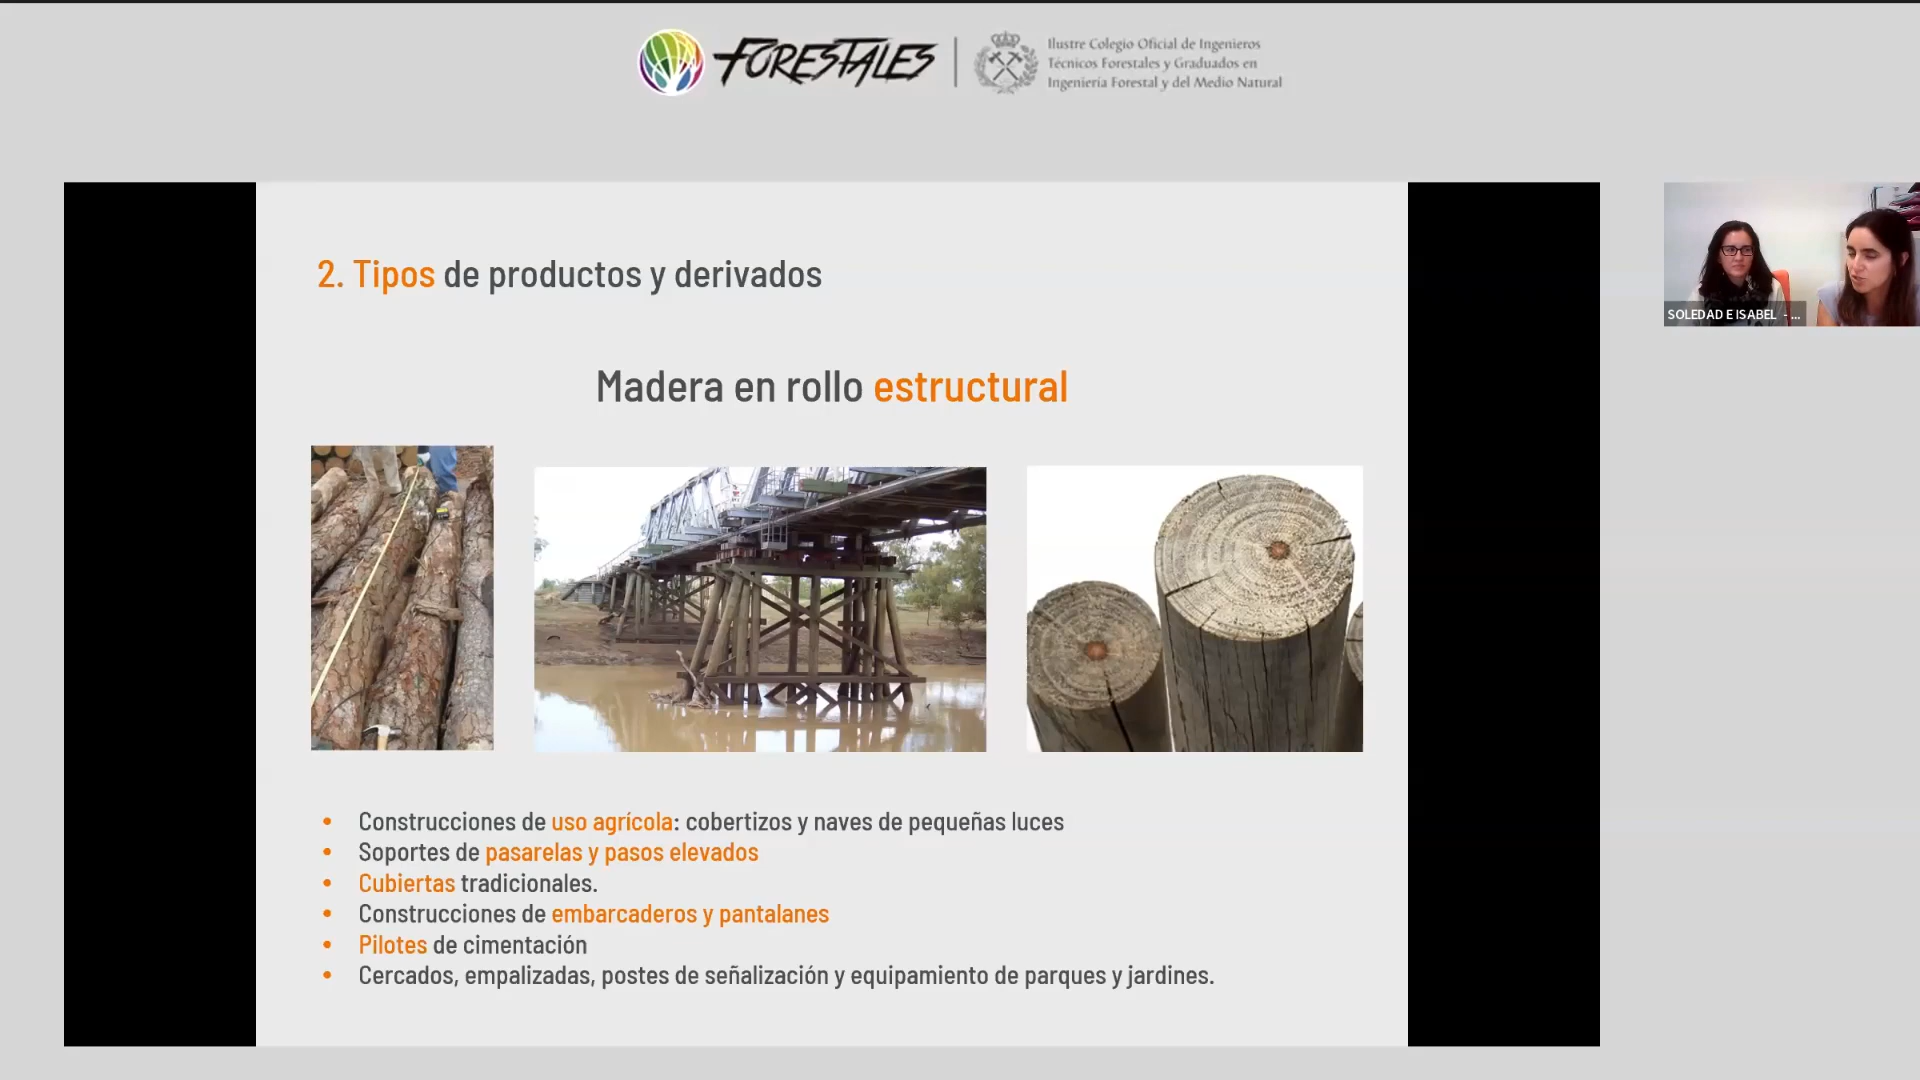 FORESTALES
Ilustre Colegio Oficial de Ingenieros
Técnicos Forestales y Graduados en
Ingeniería Forestal y del Medio Natural
2. Tipos de productos y derivados
SOLEDAD E ISABEL - ...
Madera en rollo estructural
• Construcciones de uso agrícola: cobertizos y naves de pequeñas luces
• Soportes de pasarelas y pasos elevados
• Cubiertas tradicionales.
• Construcciones de embarcaderos y pantalanes
• Pilotes de cimentación
• Cercados, empalizadas, postes de señalización y equipamiento de parques y jardines.